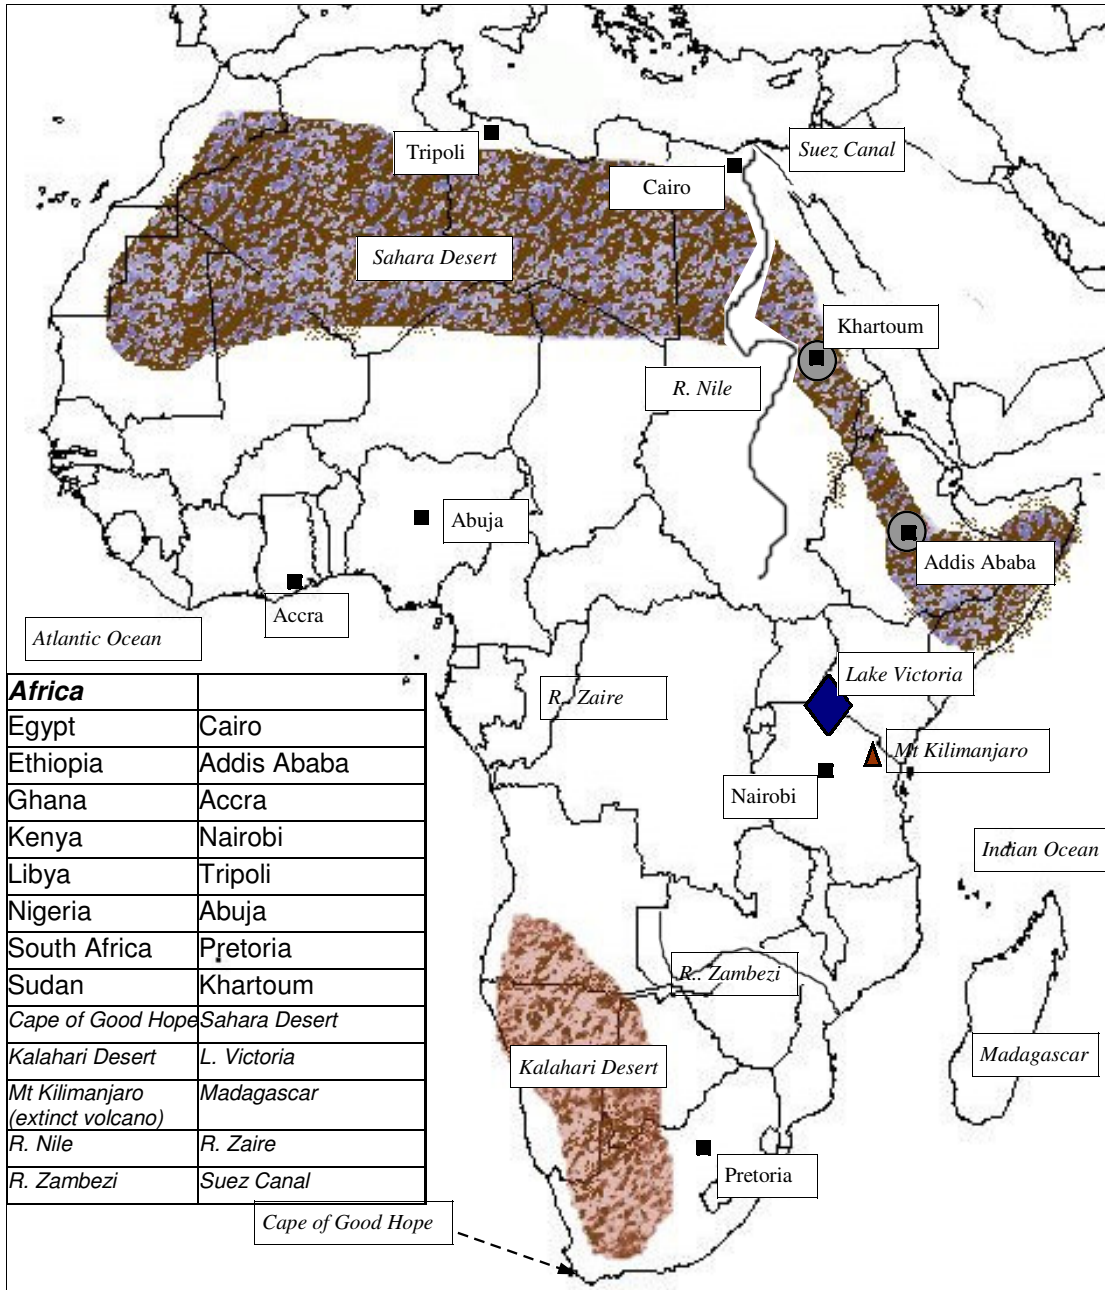 Tripoli
Suez Canal
Cairo
Sahara Desert
Khartoum
R. Nile
Abuja
Addis Ababa
Accra
Atlantic Ocean
Lake Victoria
R. Zaire
Mt Kilimanjaro
Nairobi
Indian Ocean
R.. Zambezi
Kalahari Desert
Madagascar
Pretoria
Cape of Good Hope
Africa
Egypt Cairo
Ethiopia Addis Ababa
Ghana Accra
Kenya Nairobi
Libya Tripoli
Nigeria Abuja
South Africa Pretoria
Sudan Khartoum
Cape of Good Hope Sahara Desert
Kalahari Desert L. Victoria
Mt Kilimanjaro Madagascar
(extinct volcano)
R. Nile R. Zaire
R. Zambezi Suez Canal